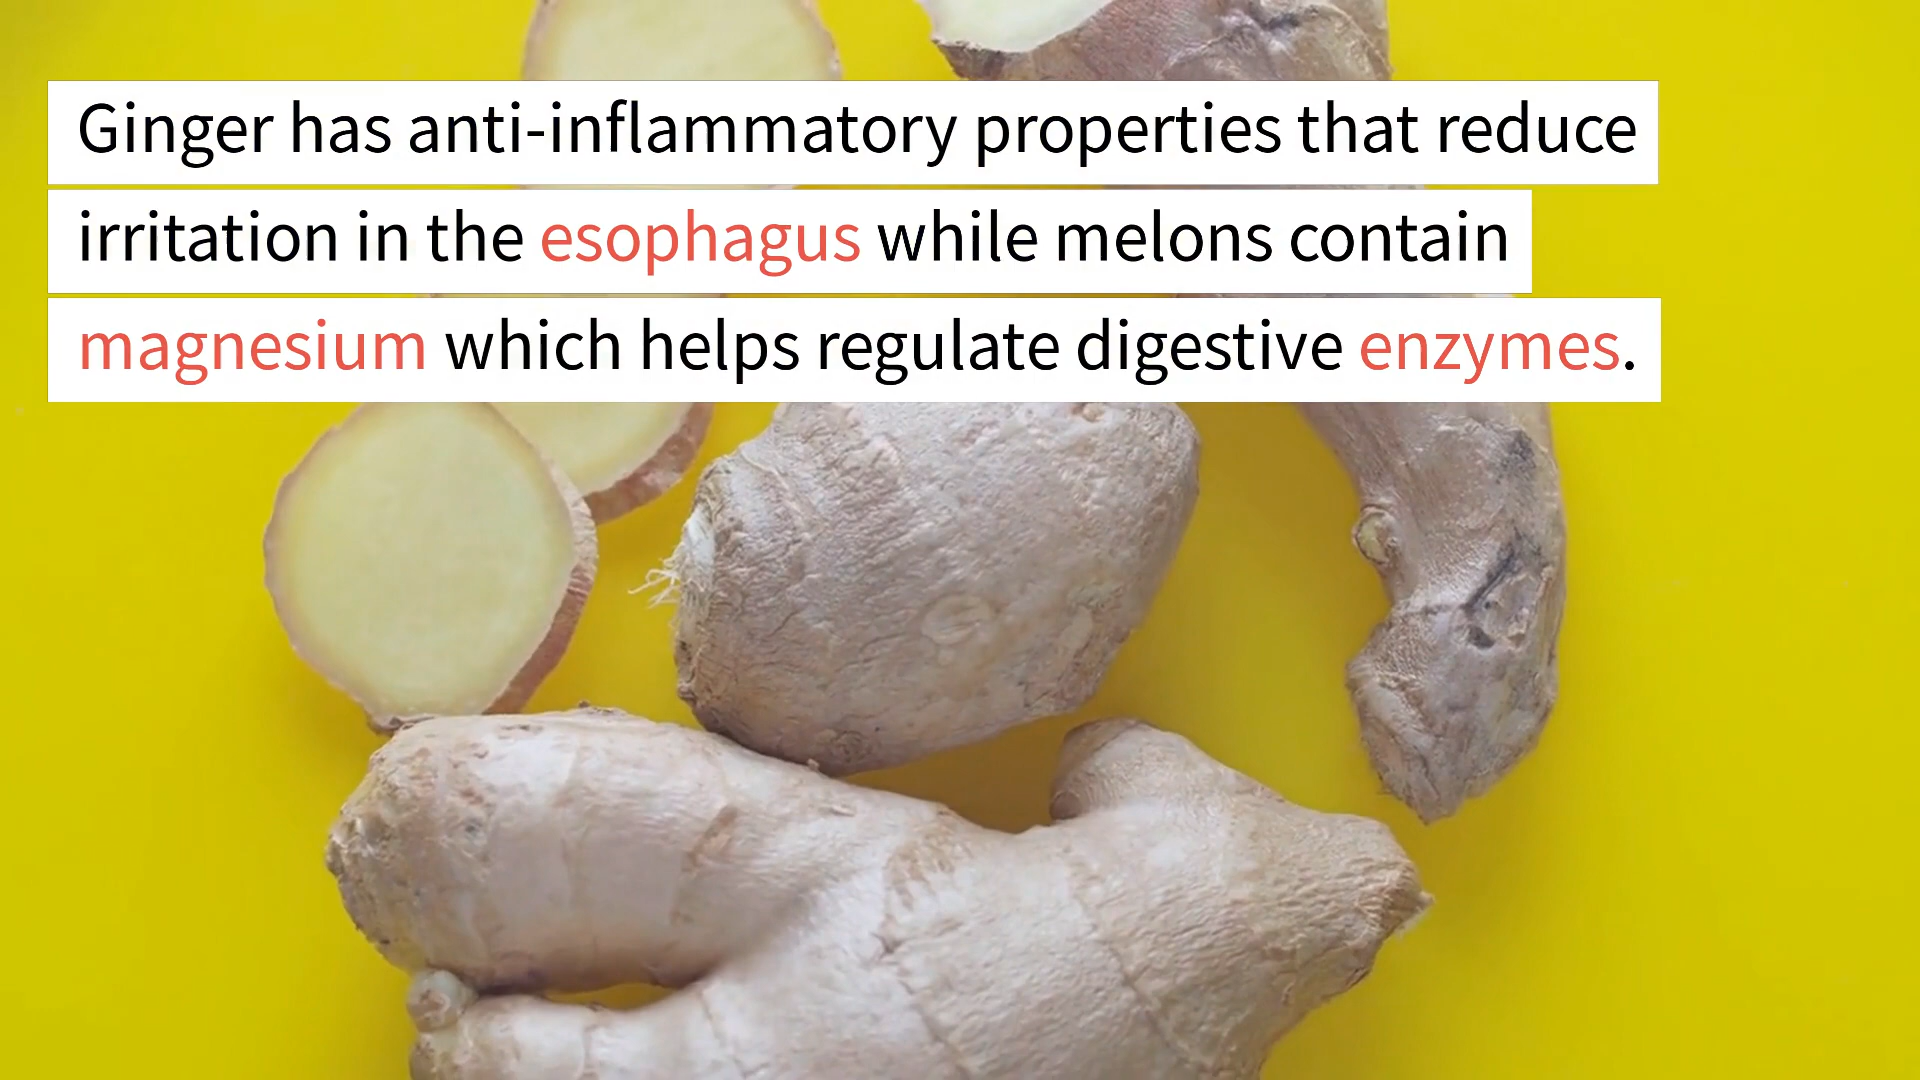 Ginger has anti-inflammatory properties that reduce
irritation in the esophagus while melons contain
magnesium which helps regulate digestive enzymes.